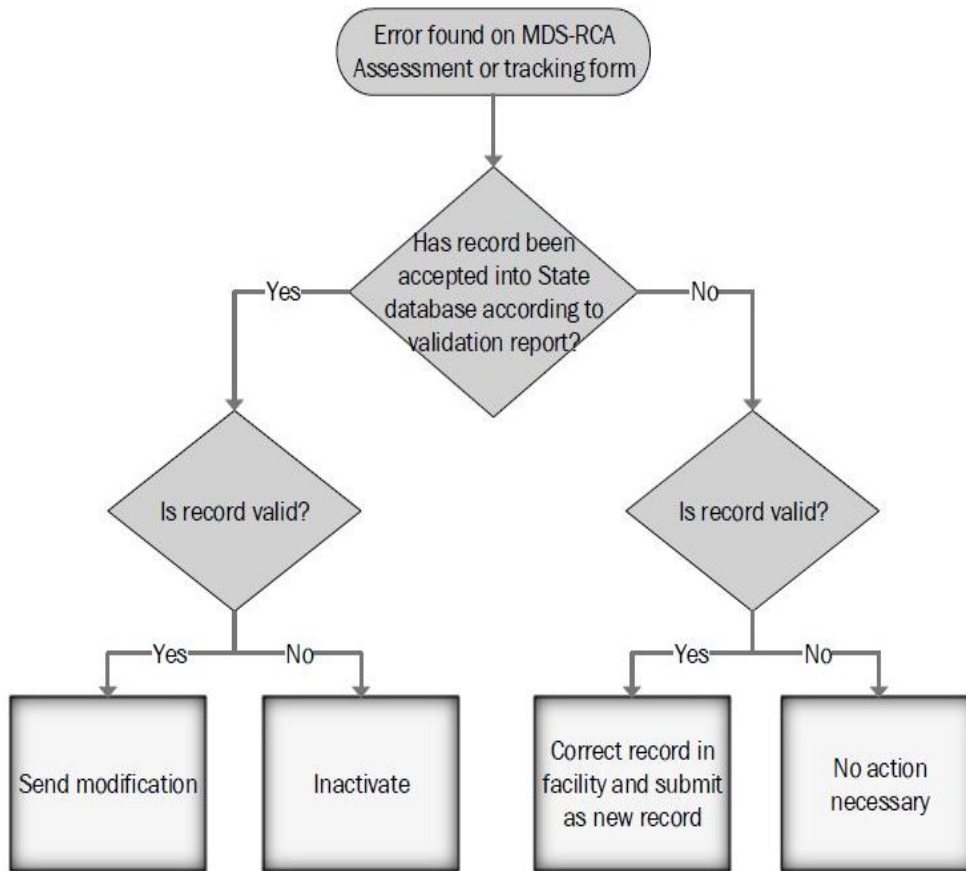 Error found on MDS-RCA
Assessment or tracking form
Has record been
accepted into State
database according to
validation report?
Yes
No
Is record valid?
Is record valid?
Yes
No
Yes
No
Send modification
Inactivate
Correct record in
facility and submit
as new record
No action
necessary